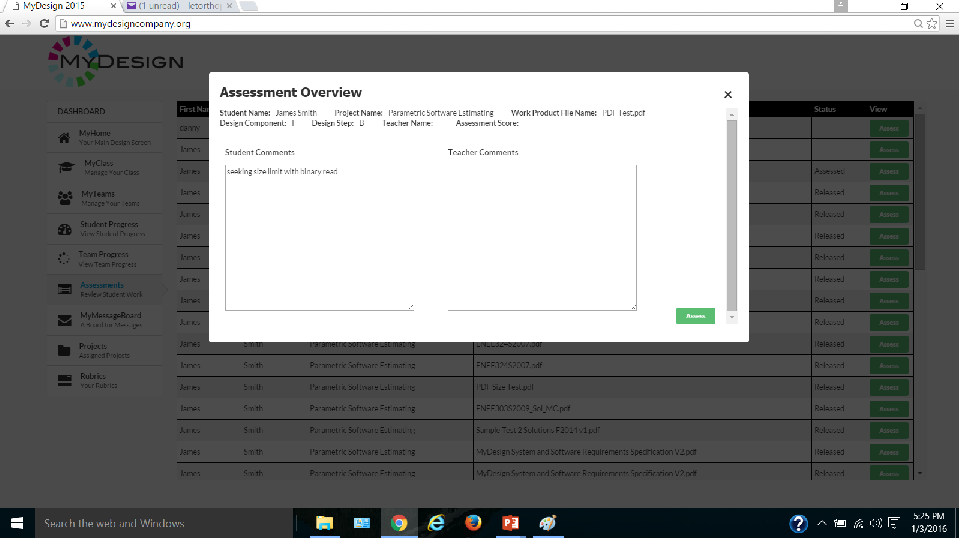 MyDesign 2015
(1 unread) - letortho
www.mydesigncompany.org
MYDESIGN
Assessment Overview
Student Name: James Smith Project Name: Parametric Software Estimating Work Product File Name: PDF Test.pdf
Design Component: I Design Step: D Teacher Name: Assessment Score:
Student Comments Teacher Comments
seeking size limit with binary read
Assess
DASHBOARD
MyHome
Your Main Design Screen
MyClass
Manage Your Class
MyTeams
Manage Your Teams
Student Progress
View Student Progress
Team Progress
View Team Progress
Assessments
Review Student Work
MyMessageBoard
A Board for Messages
Projects
Assigned Projects
Rubrics
Your Rubrics
First Na Status View
danny Assess
James Assess
James Assessed Assess
James Released Assess
James Released Assess
James Released Assess
James Released Assess
James Released Assess
James Released Assess
James Released Assess
James Smith Parametric Software Estimating ENEE324S2007.pdf Released Assess
James Smith Parametric Software Estimating ENEE324S2007.pdf Released Assess
James Smith Parametric Software Estimating PDF Size Test.pdf Released Assess
James Smith Parametric Software Estimating ENEE303S2009_Sol_MC.pdf Released Assess
James Smith Parametric Software Estimating Sample Test 2 Solutions F2014 v1.pdf Released Assess
James Smith Parametric Software Estimating MyDesign System and Software Requirements Specification V2.pdf Released Assess
James Smith Parametric Software Estimating MyDesign System and Software Requirements Specification V2.pdf Released Assess
Search the web and Windows
5:25 PM
1/3/2016